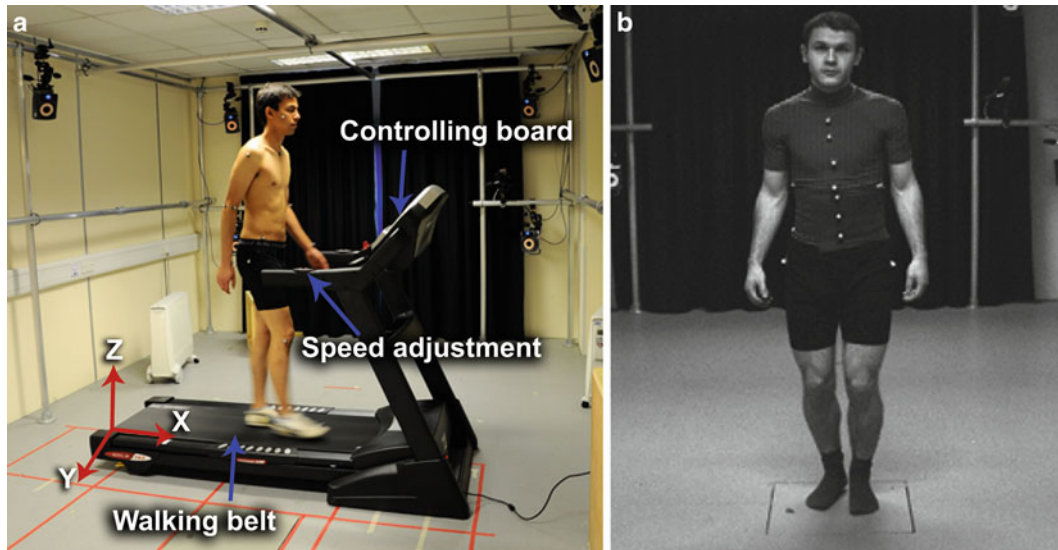 a
b
Controlling board
Speed adjustment
Z
X
Y
Walking belt